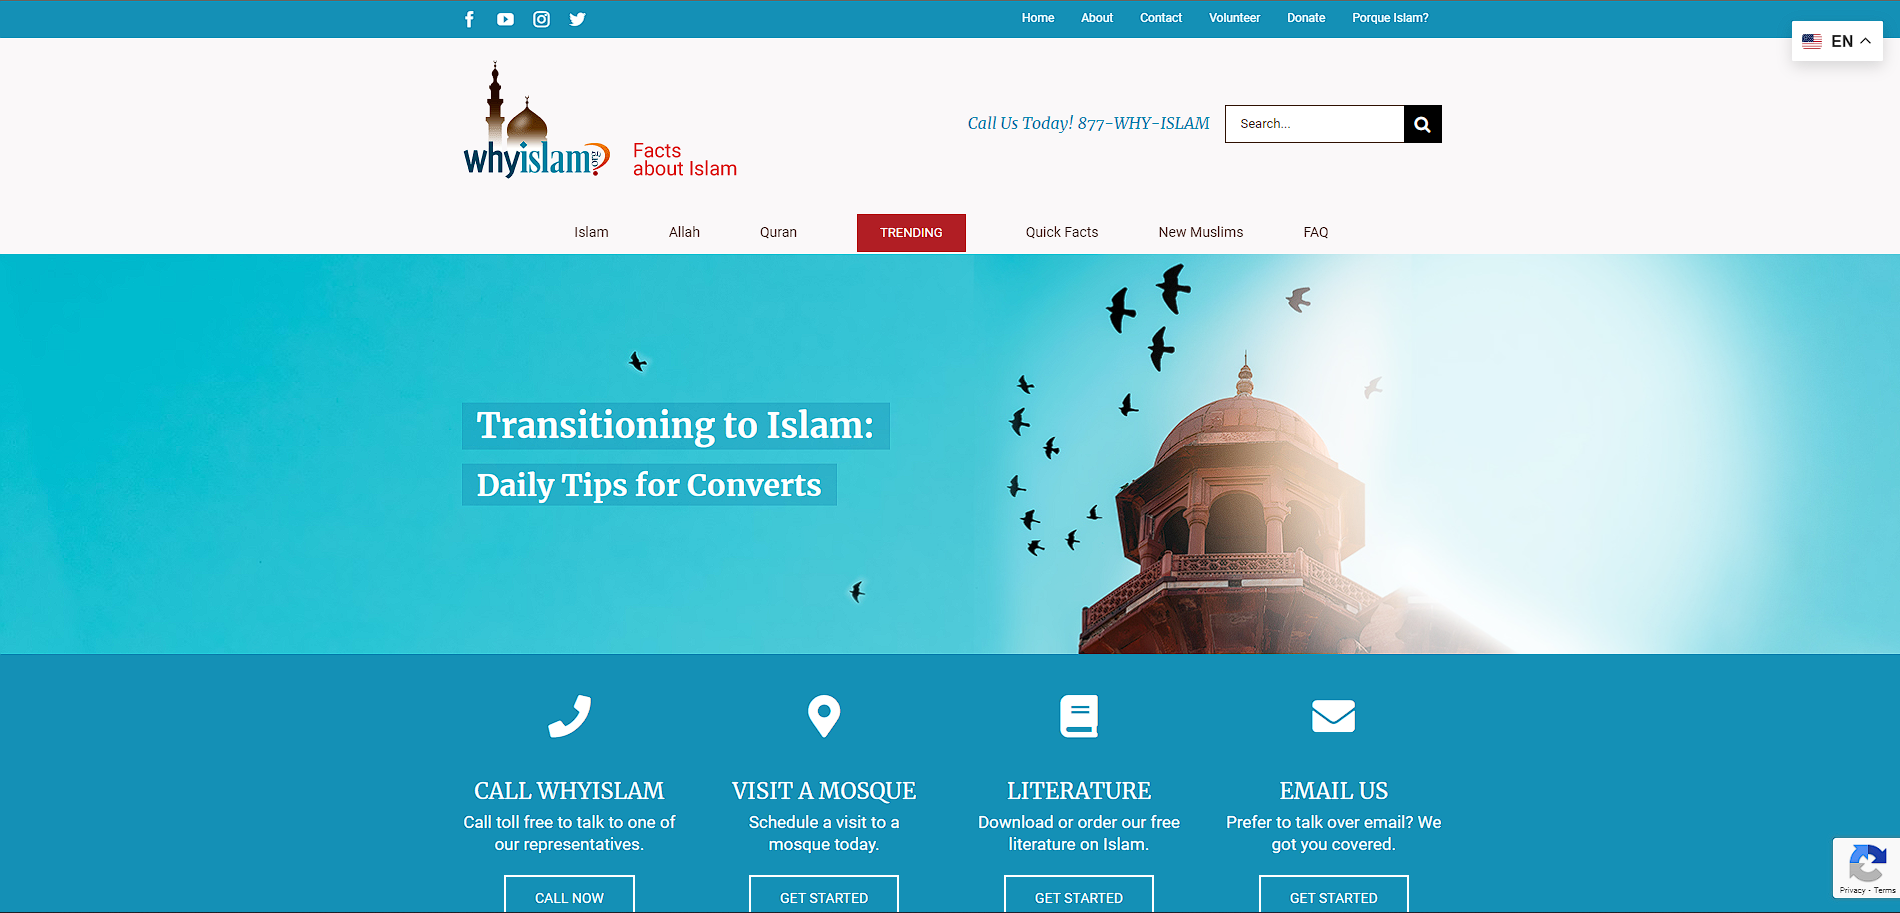 Home About Contact Volunteer Donate Porque Islam?
EN
whyislam?
.org
Facts
about Islam
Call Us Today! 877-WHY-ISLAM
Search...
Islam Allah Quran TRENDING Quick Facts New Muslims FAQ
Transitioning to Islam:
Daily Tips for Converts
CALL WHYISLAM
Call toll free to talk to one of
our representatives.
CALL NOW
VISIT A MOSQUE
Schedule a visit to a
mosque today.
GET STARTED
LITERATURE
Download or order our free
literature on Islam.
GET STARTED
EMAIL US
Prefer to talk over email? We
got you covered.
GET STARTED
Privacy - Terms